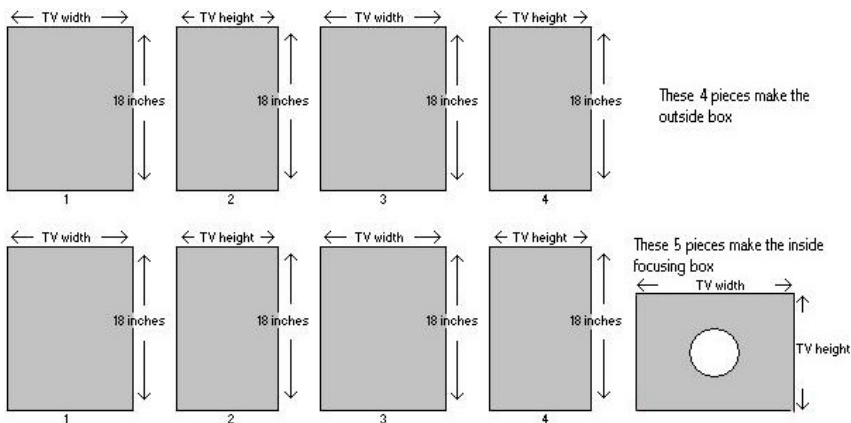 TV width
TV height
TV width
TV height
18 inches
18 inches
18 inches
18 inches
These 4 pieces make the
outside box
1
2
3
4
TV width
TV height
TV width
TV height
These 5 pieces make the inside
focusing box
TV width
18 inches
18 inches
18 inches
18 inches
TV height
1
2
3
4